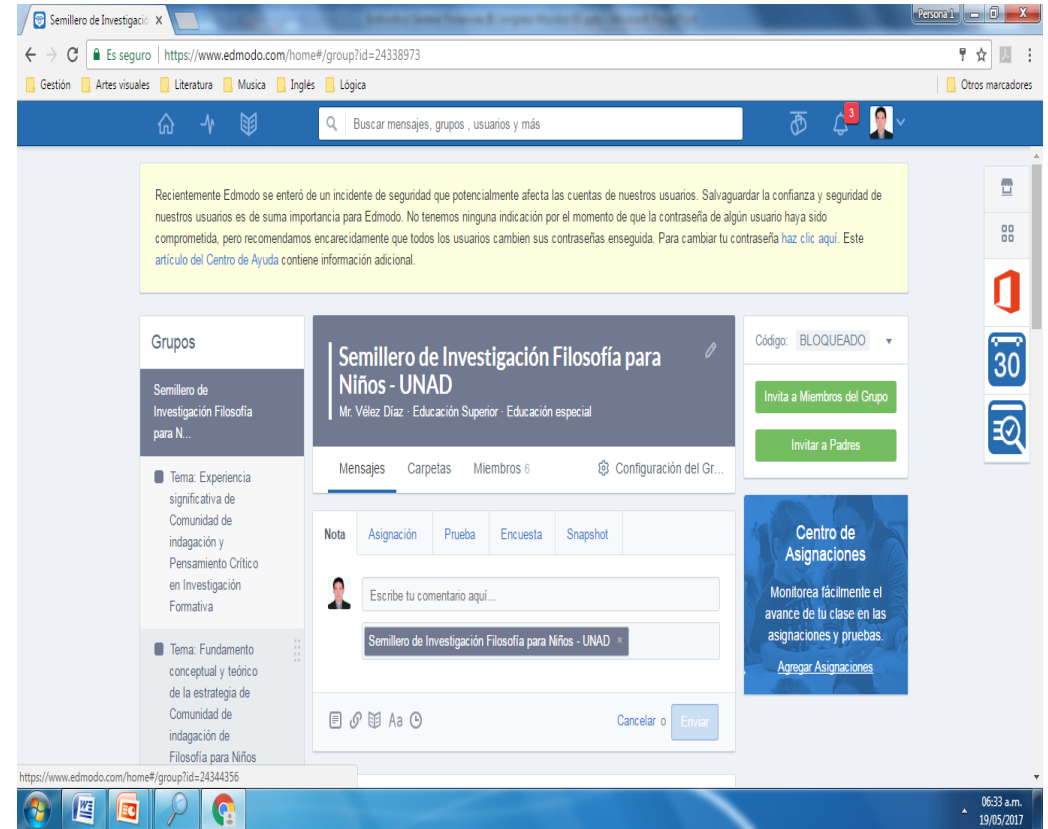 Semillero de Investigació
Persona 1
Es seguro
https://www.edmodo.com/home#/group?id=24338973
Gestión
Artes visuales
Literatura
Musica
Inglés
Lógica
Otros marcadores
Buscar mensajes, grupos , usuarios y más
3
Recientemente Edmodo se enteró de un incidente de seguridad que potencialmente afecta las cuentas de nuestros usuarios. Salvaguardar la confianza y seguridad de
nuestros usuarios es de suma importancia para Edmodo. No tenemos ninguna indicación por el momento de que la contraseña de algún usuario haya sido
comprometida, pero recomendamos encarecidamente que todos los usuarios cambien sus contraseñas enseguida. Para cambiar tu contraseña haz clic aquí. Este
artículo del Centro de Ayuda contiene información adicional.
Grupos
Semillero de
Investigación Filosofía
para N...
Tema: Experiencia
significativa de
Comunidad de
indagación y
Pensamiento Crítico
en Investigación
Formativa
Tema: Fundamento
conceptual y teórico
de la estrategia de
Comunidad de
indagación de
Filosofía para Niños
Semillero de Investigación Filosofía para
Niños - UNAD
Mr. Vélez Díaz · Educación Superior · Educación especial
Mensajes
Carpetas
Miembros 6
Configuración del Gr...
Nota
Asignación
Prueba
Encuesta
Snapshot
Escribe tu comentario aquí...
Semillero de Investigación Filosofía para Niños - UNAD ×
Aa
Cancelar o
Enviar
Código: BLOQUEADO
Invita a Miembros del Grupo
Invitar a Padres
Centro de
Asignaciones
Monitorea fácilmente el
avance de tu clase en las
asignaciones y pruebas.
Agregar Asignaciones
30
https://www.edmodo.com/home#/group?id=24344356
06:33 a.m.
19/05/2017